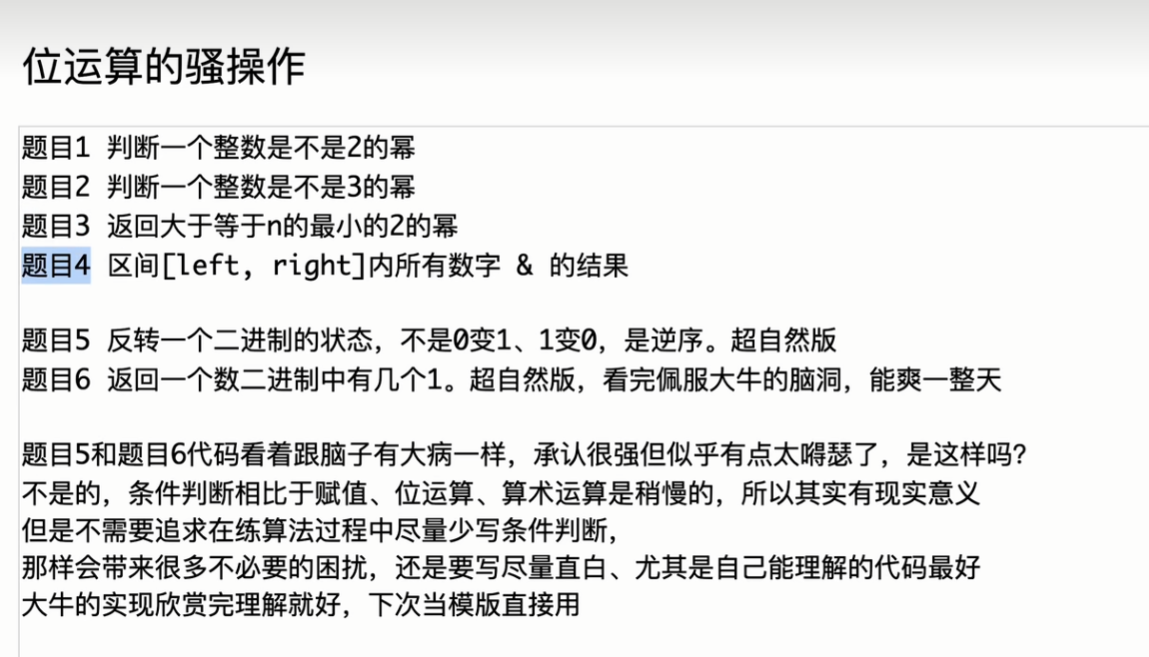 位运算的骚操作
题目1 判断一个整数是不是2的幂
题目2 判断一个整数是不是3的幂
题目3 返回大于等于n的最小的2的幂
题目4 区间[left, right]内所有数字 & 的结果
题目5 反转一个二进制的状态，不是0变1、1变0，是逆序。超自然版
题目6 返回一个数二进制中有几个1。超自然版，看完佩服大牛的脑洞，能爽一整天
题目5和题目6代码看着跟脑子有大病一样，承认很强但似乎有点太嘚瑟了，是这样吗？
不是的，条件判断相比于赋值、位运算、算术运算是稍慢的，所以其实有现实意义
但是不需要追求在练算法过程中尽量少写条件判断，
那样会带来很多不必要的困扰，还是要写尽量直白、尤其是自己能理解的代码最好
大牛的实现欣赏完理解就好，下次当模版直接用